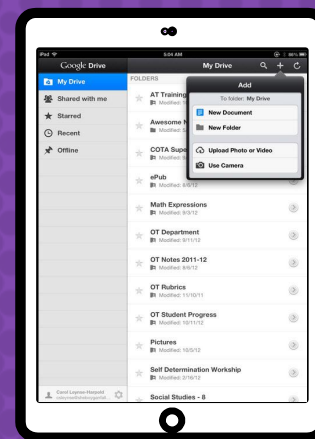 iPad
5:04 AM
Google Drive
My Drive
My Drive
Shared with me
Starred
Recent
Offline
FOLDERS
AT Training
Modified:
Awesome
Modified:
COTA Supe
Modified:
ePub
Modified: 8/6/12
Math Expressions
Modified: 9/3/12
OT Department
Modified: 9/11/12
OT Notes 2011-12
Modified: 8/6/12
OT Rubrics
Modified: 11/10/11
OT Student Progress
Modified: 10/11/12
Pictures
Modified: 10/5/12
Self Determination Workship
Modified: 2/16/12
Social Studies - 8
Add
To folder: My Drive
New Document
New Folder
Upload Photo or Video
Use Camera